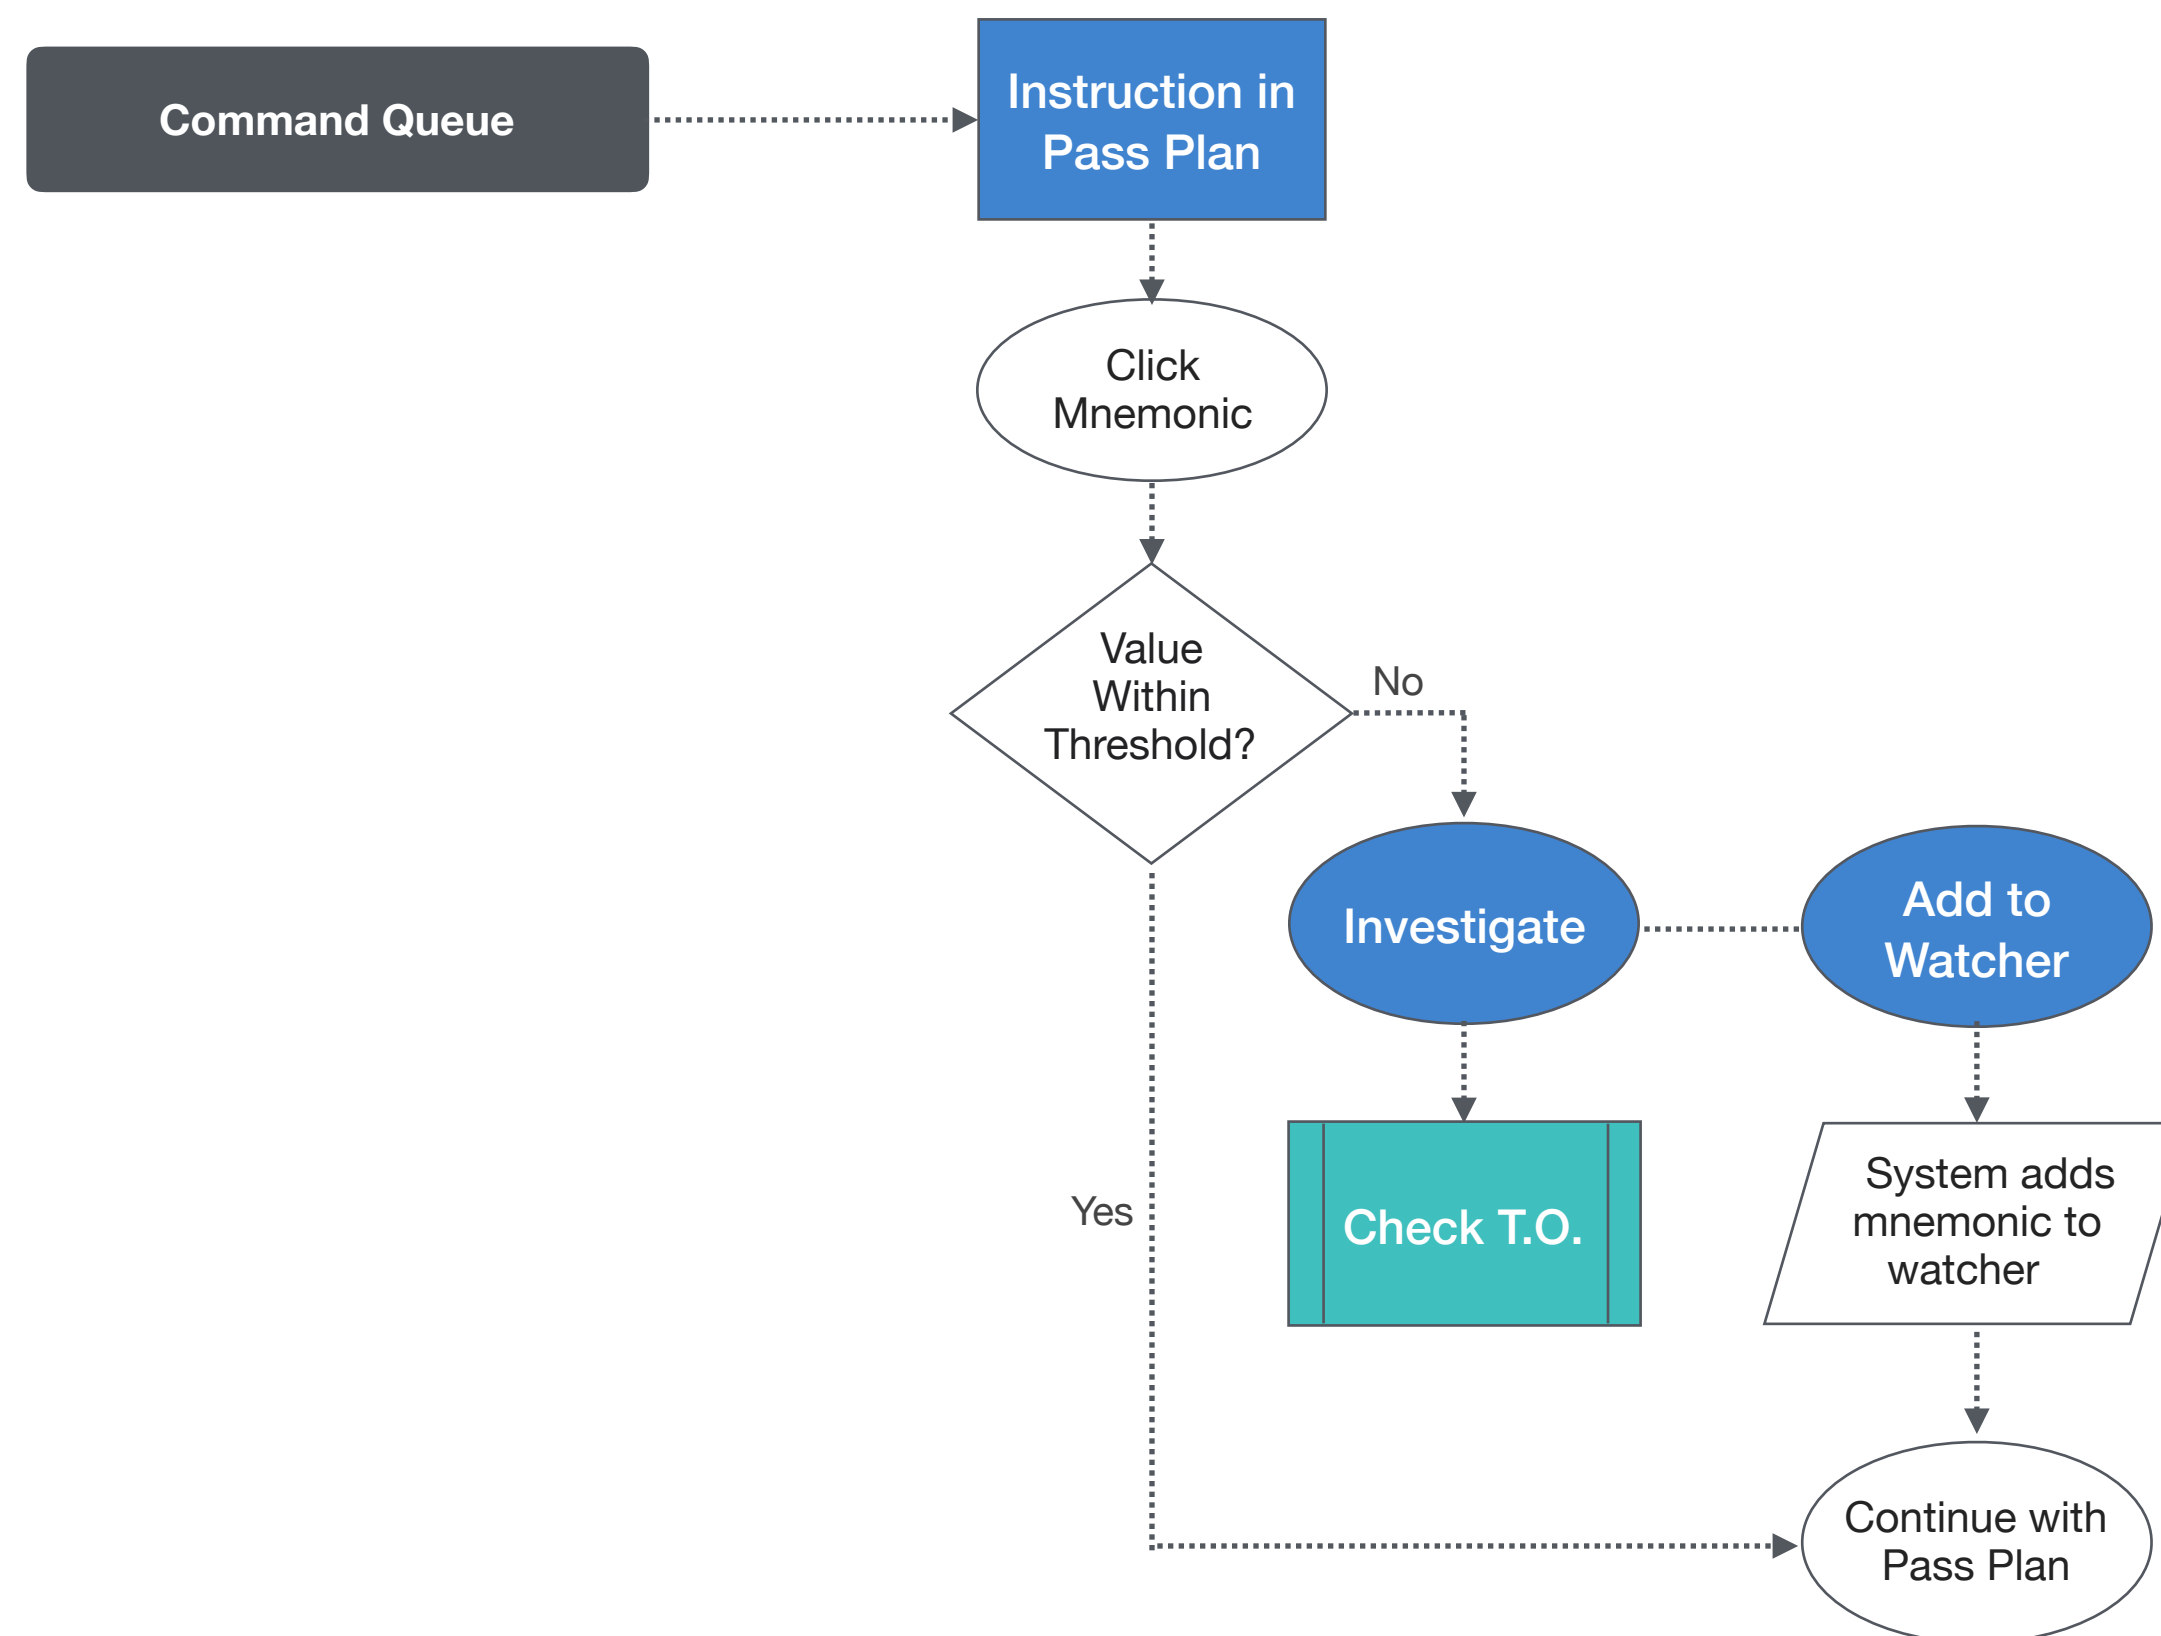 Command Queue
Instruction in
Pass Plan
Click
Mnemonic
Value
Within
Threshold?
No
Investigate
Add to
Watcher
Yes
Check T.O.
System adds
mnemonic to
watcher
Continue with
Pass Plan